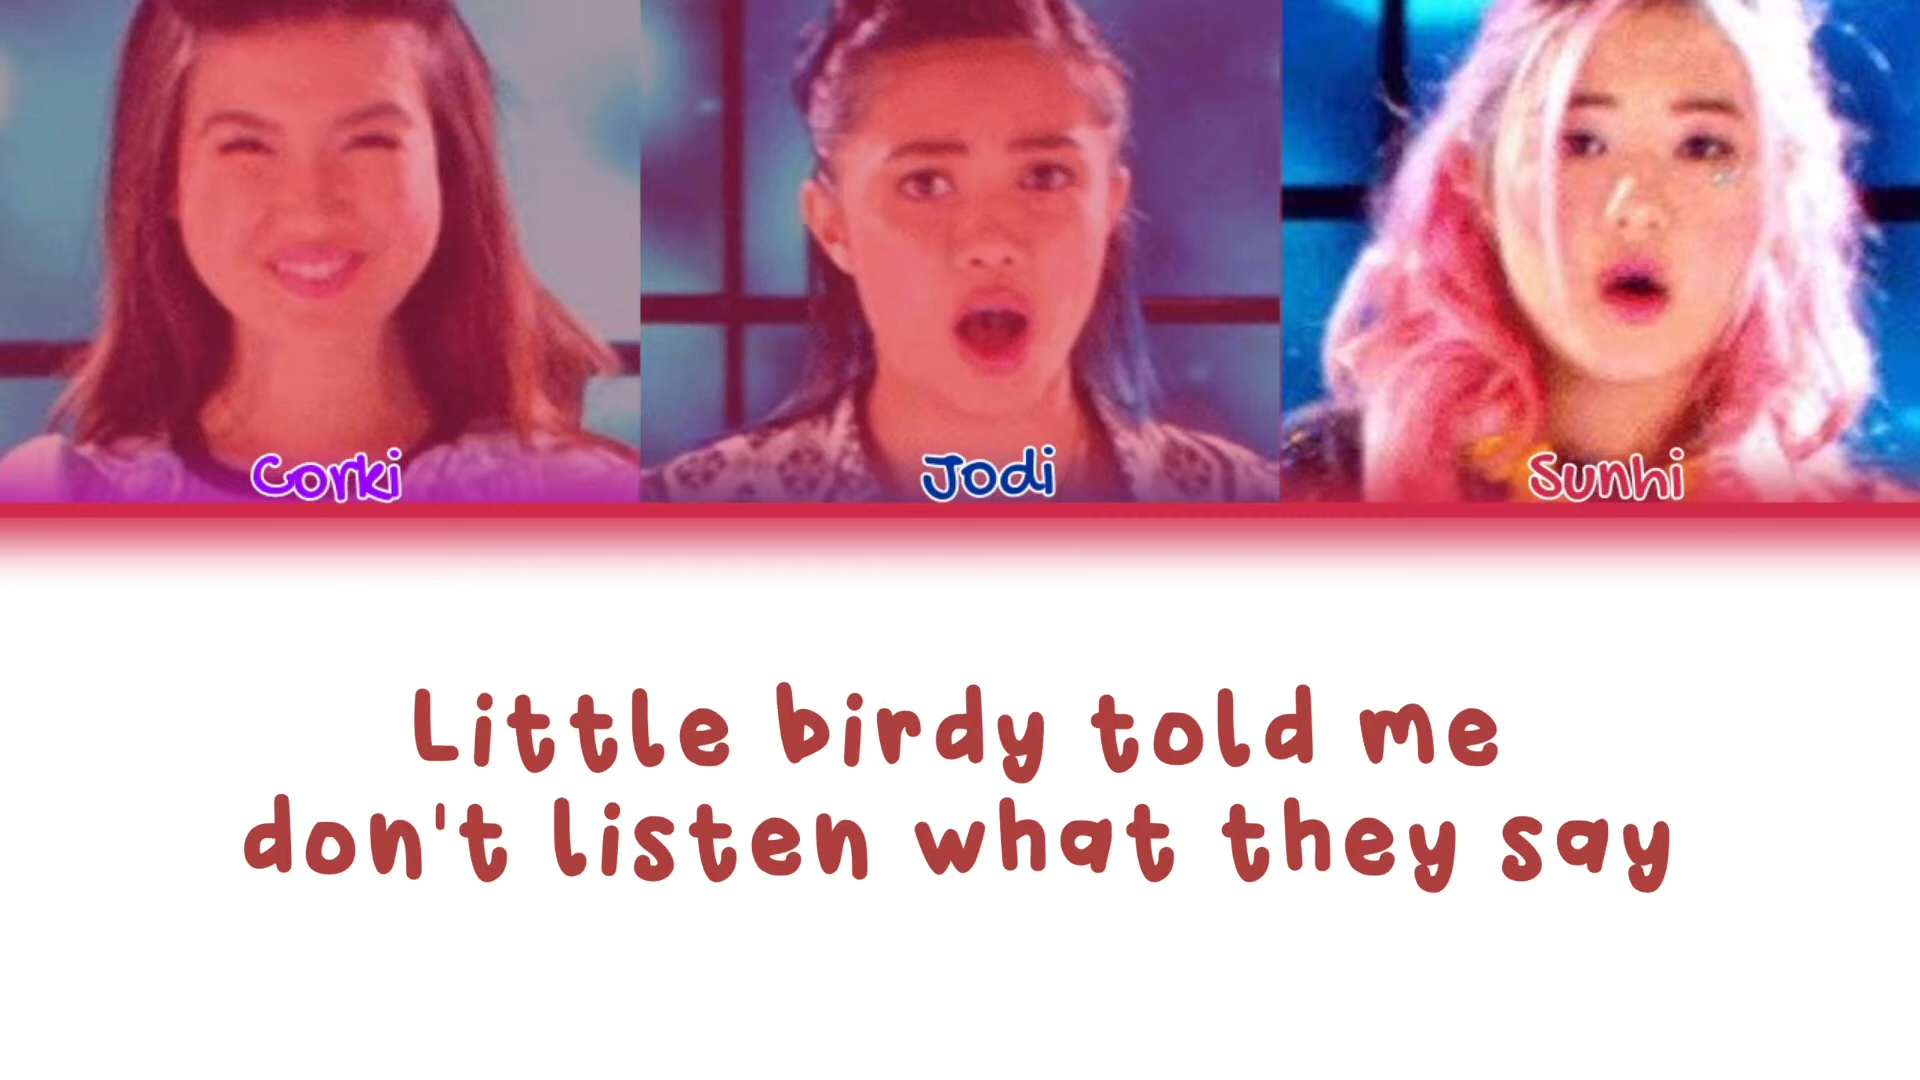 Corki
Jodi
Sunhi
Little birdy told me
don't listen what they say